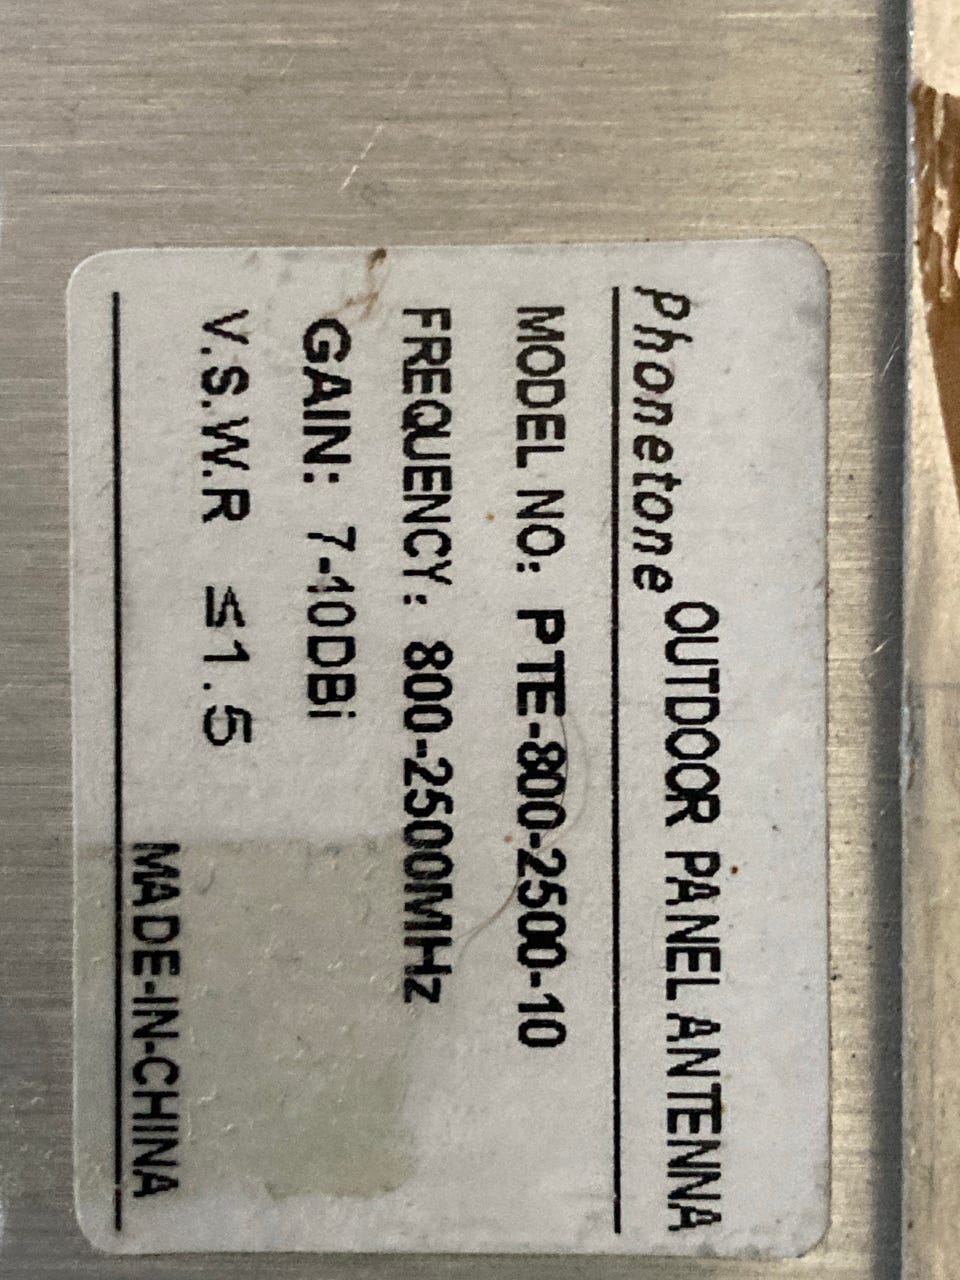 Phonetone OUTDOOR PANEL ANTENNA
MODEL NO: PTE-800-2500-10
FREQUENCY: 800-2500MHz
GAIN: 7-10DBi
V.S.W.R ≤1.5
MADE-IN-CHINA